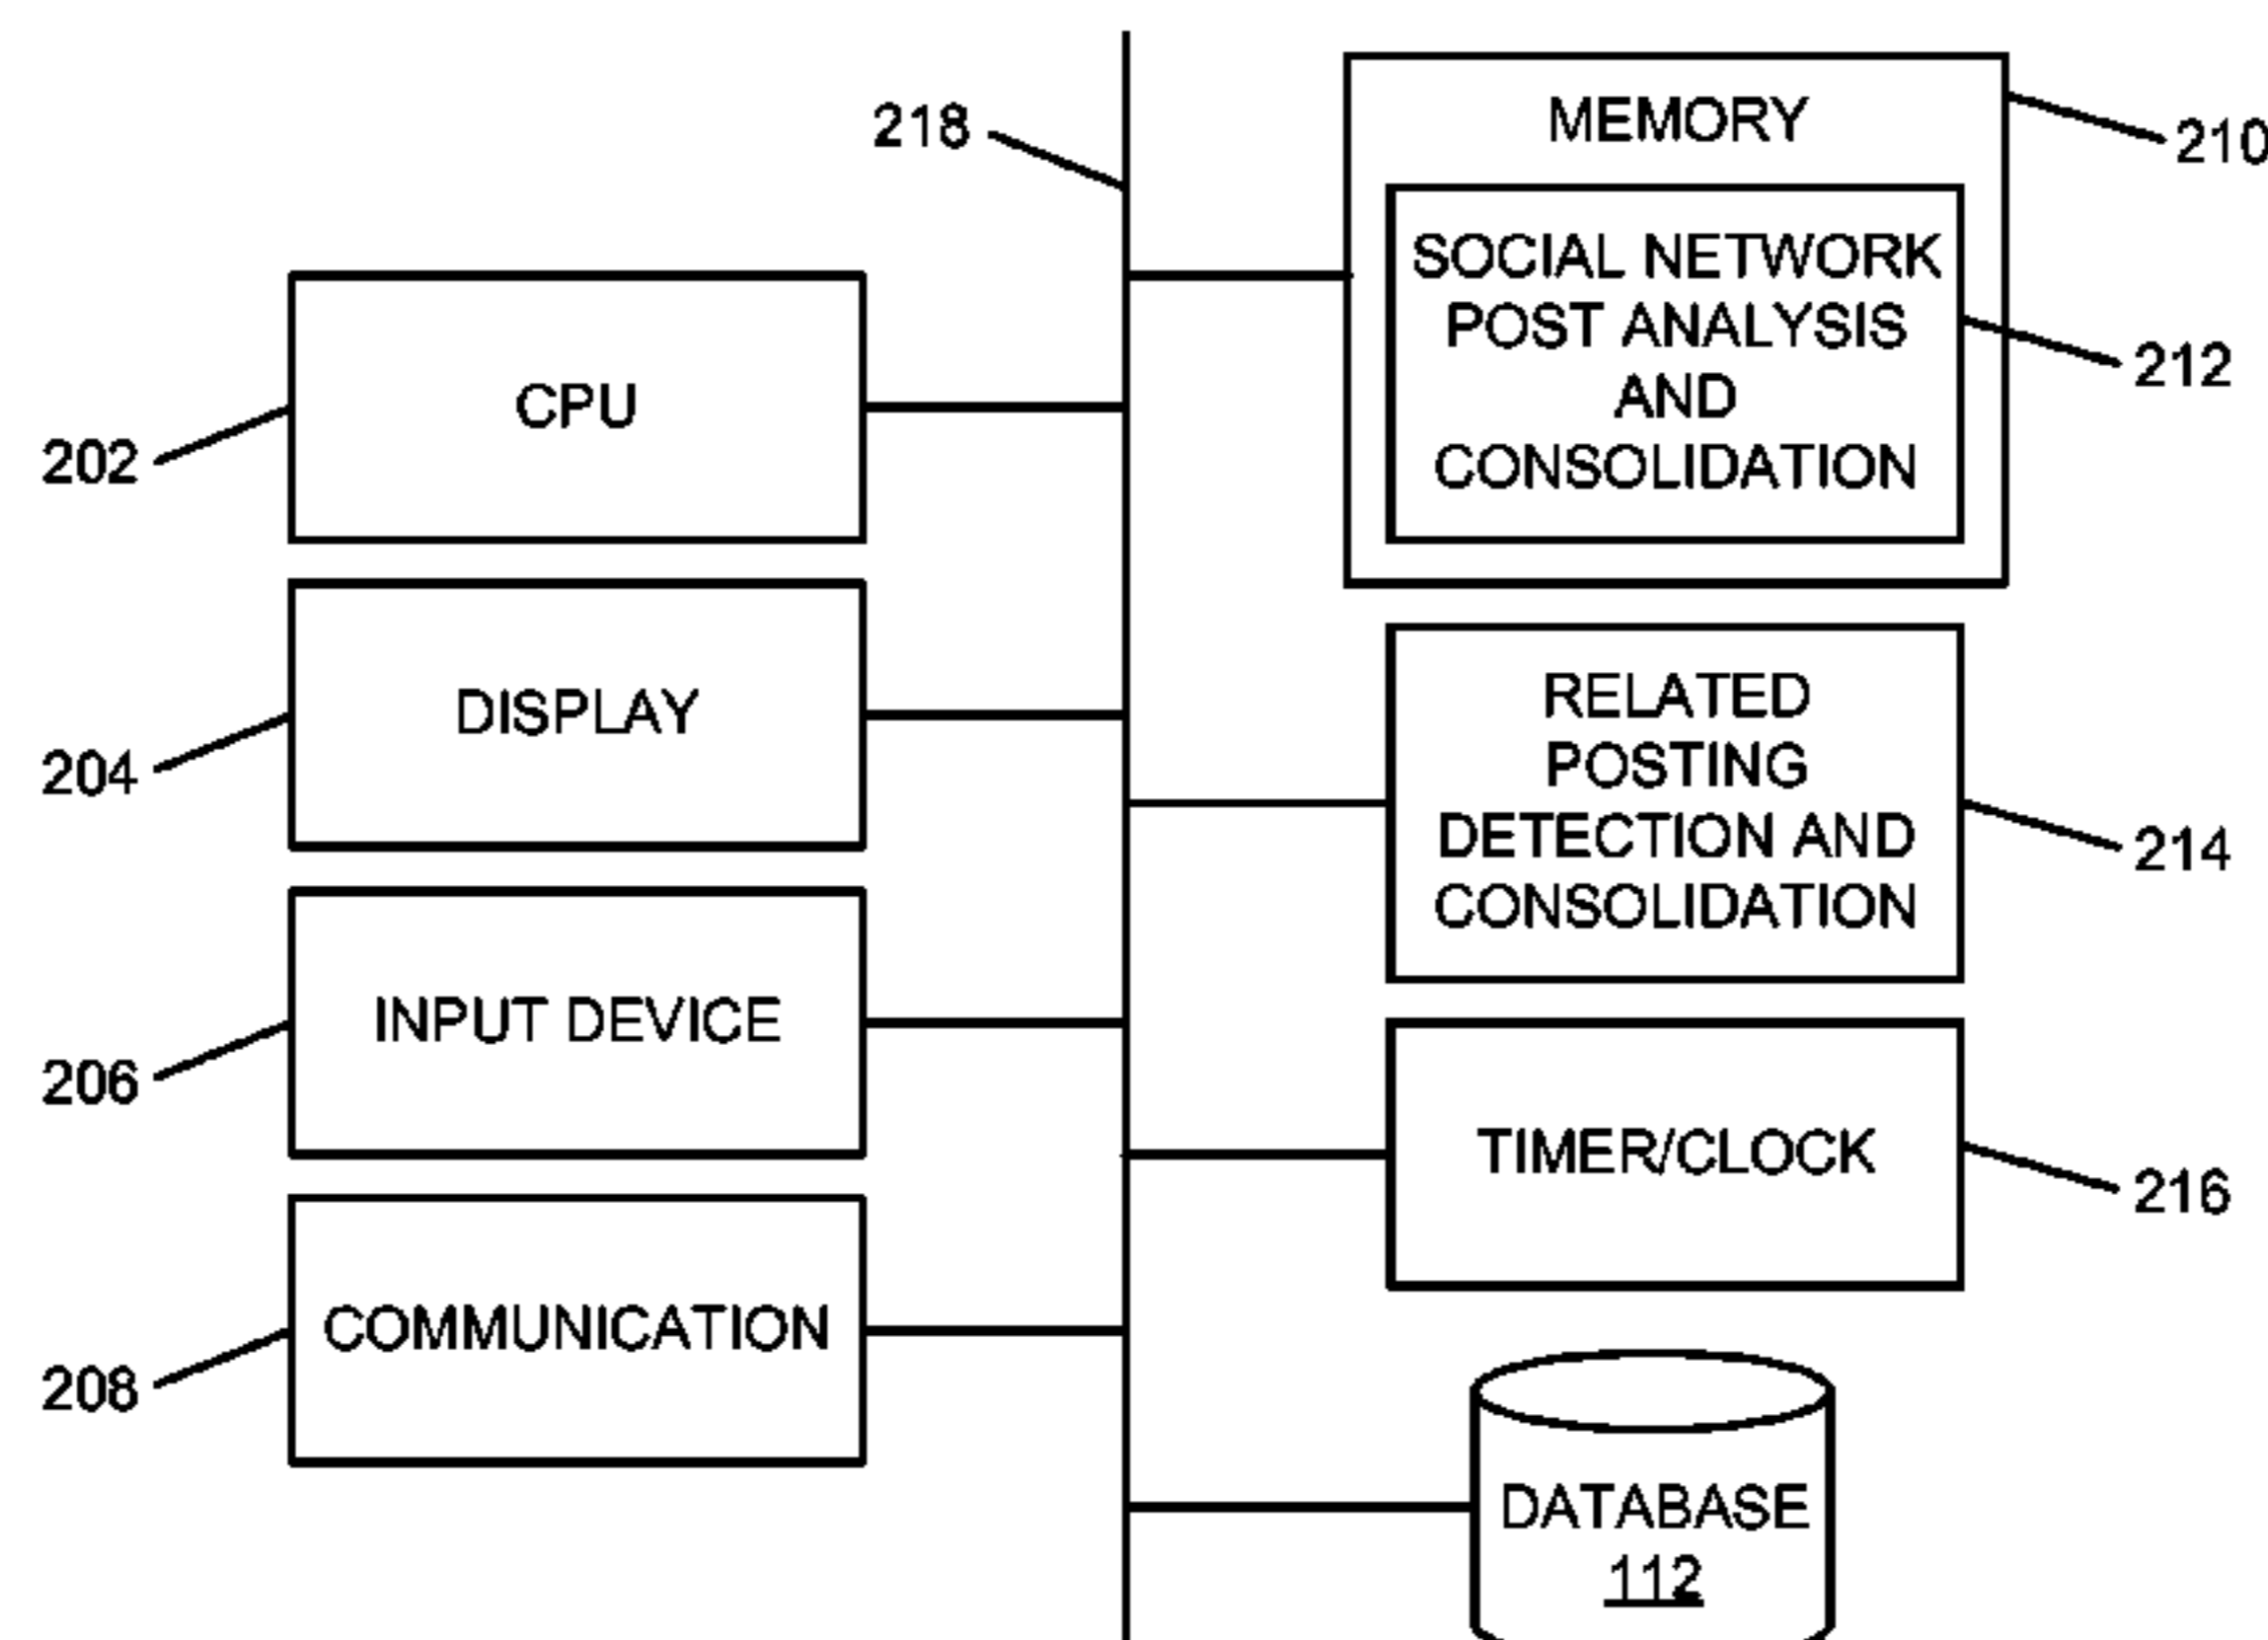 218
MEMORY
210
SOCIAL NETWORK
POST ANALYSIS
AND
CONSOLIDATION
212
CPU
202
DISPLAY
204
RELATED
POSTING
DETECTION AND
CONSOLIDATION
214
INPUT DEVICE
206
TIMER/CLOCK
216
COMMUNICATION
208
DATABASE
112